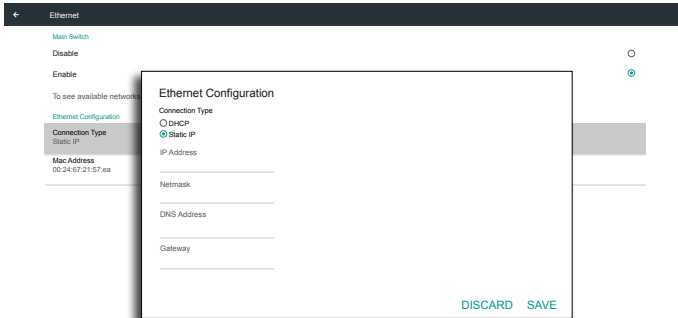 Ethernet
Main Switch
Disable
Enable
To see available networks
Ethernet Configuration
Connection Type
Static IP
Mac Address
00:24:67:21:57:ea
Ethernet Configuration
Connection Type
DHCP
Static IP
IP Address
Netmask
DNS Address
Gateway
DISCARD SAVE